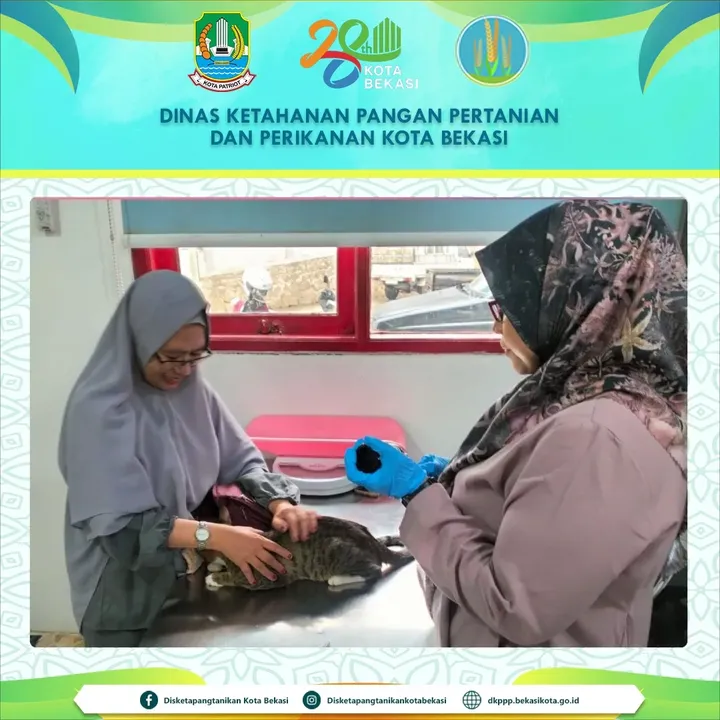 KOTA PATRIOT
28th
KOTA
BEKASI
DINAS KETAHANAN PANGAN PERTANIAN
DAN PERIKANAN KOTA BEKASI
Disketapangtanikan Kota Bekasi
Disketapangtanikankotabekasi
dkppp.bekasikota.go.id